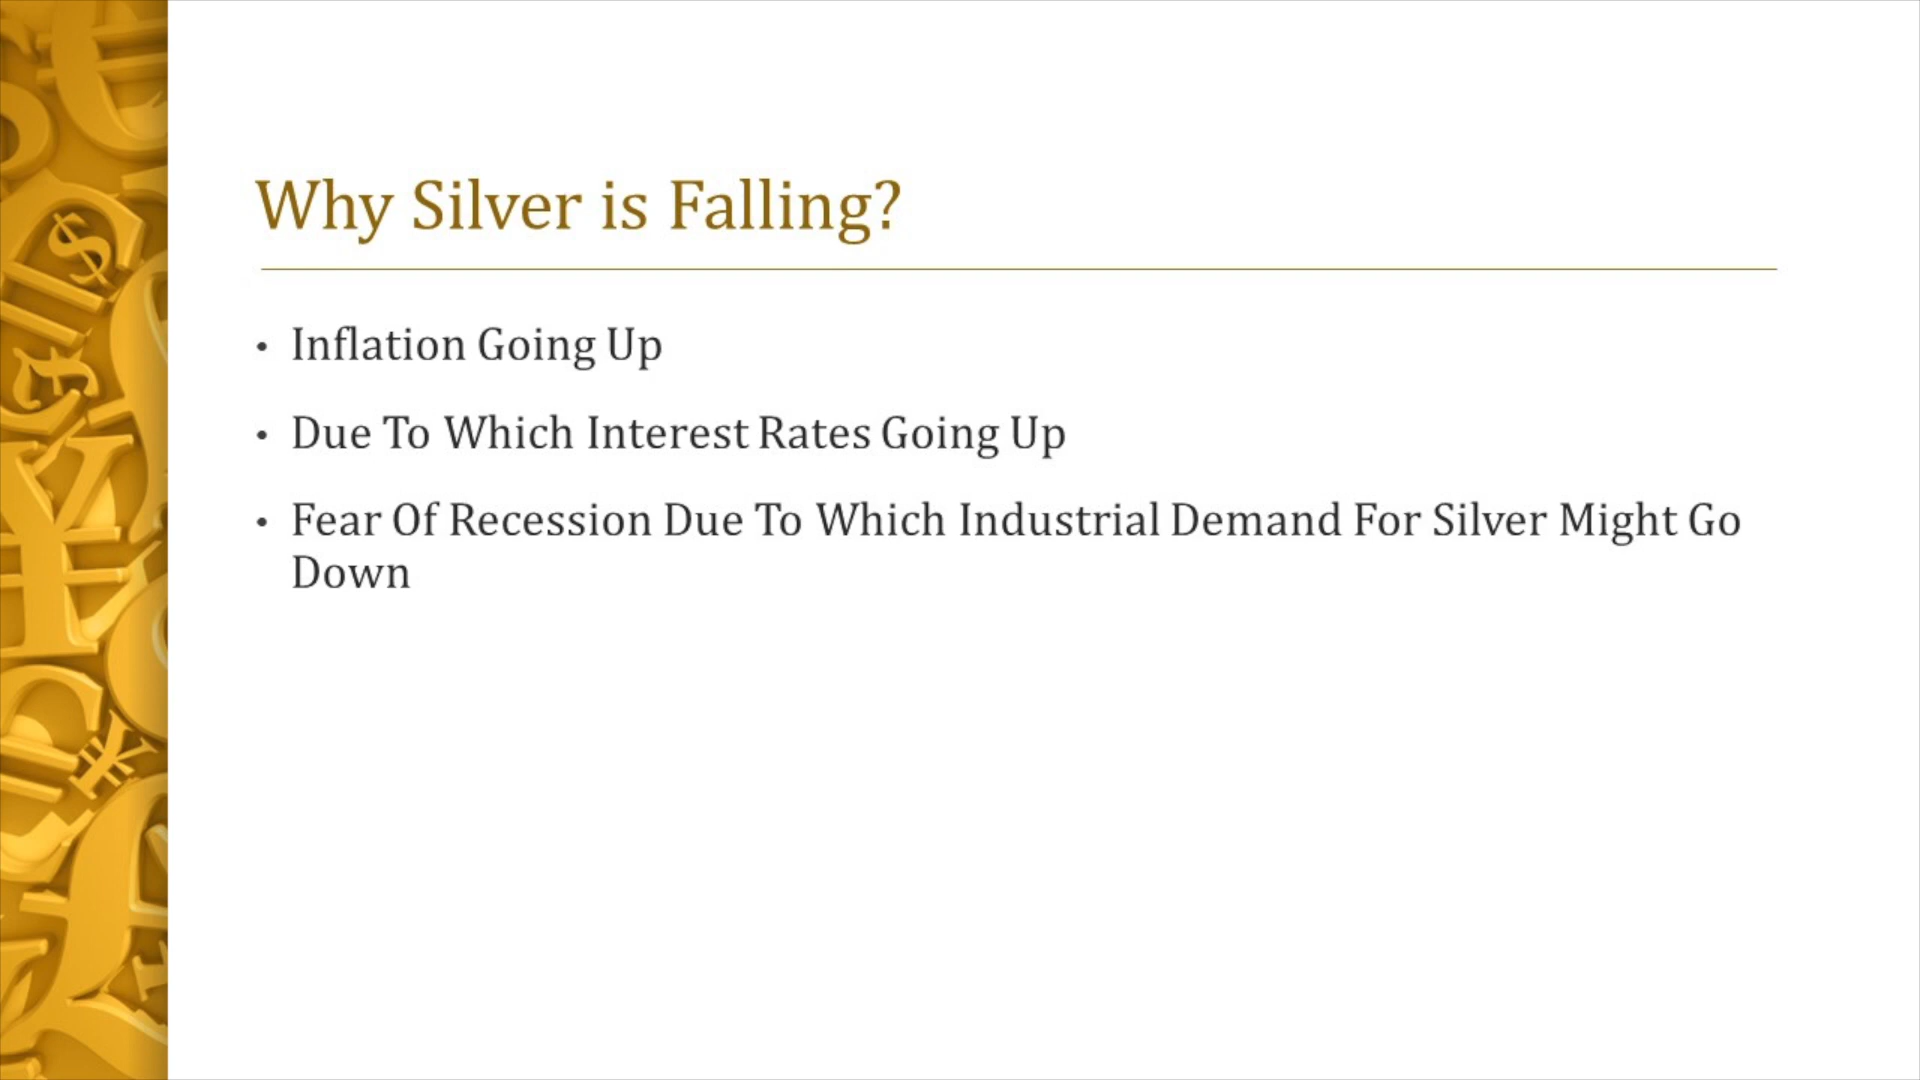 Why Silver is Falling?
• Inflation Going Up
• Due To Which Interest Rates Going Up
• Fear Of Recession Due To Which Industrial Demand For Silver Might Go
Down